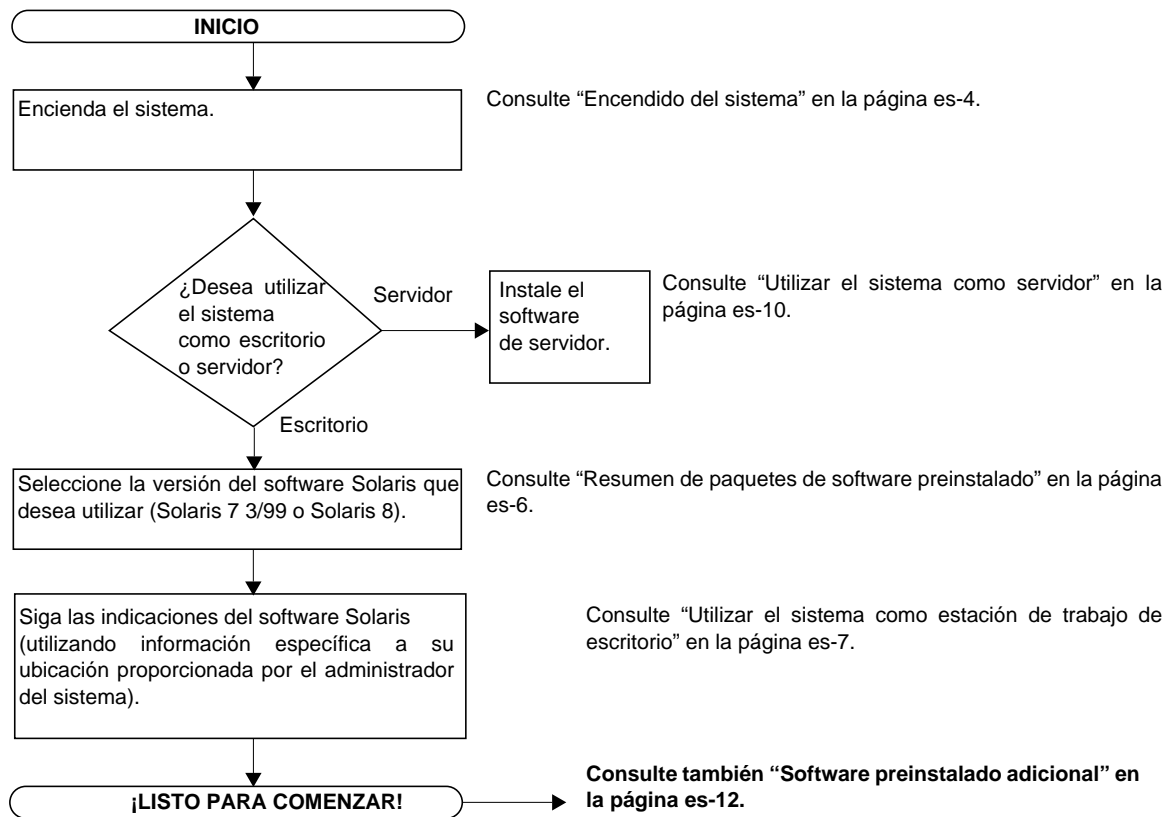 INICIO
Encienda el sistema.
Consulte “Encendido del sistema” en la página es-4.
¿Desea utilizar
el sistema
como escritorio
o servidor?
Servidor
Instale el
software
de servidor.
Consulte “Utilizar el sistema como servidor” en la
página es-10.
Escritorio
Seleccione la versión del software Solaris que
desea utilizar (Solaris 7 3/99 o Solaris 8).
Consulte “Resumen de paquetes de software preinstalado” en la página
es-6.
Siga las indicaciones del software Solaris
(utilizando información específica a su
ubicación proporcionada por el administrador
del sistema).
Consulte “Utilizar el sistema como estación de trabajo de
escritorio” en la página es-7.
¡LISTO PARA COMENZAR!
Consulte también “Software preinstalado adicional” en
la página es-12.